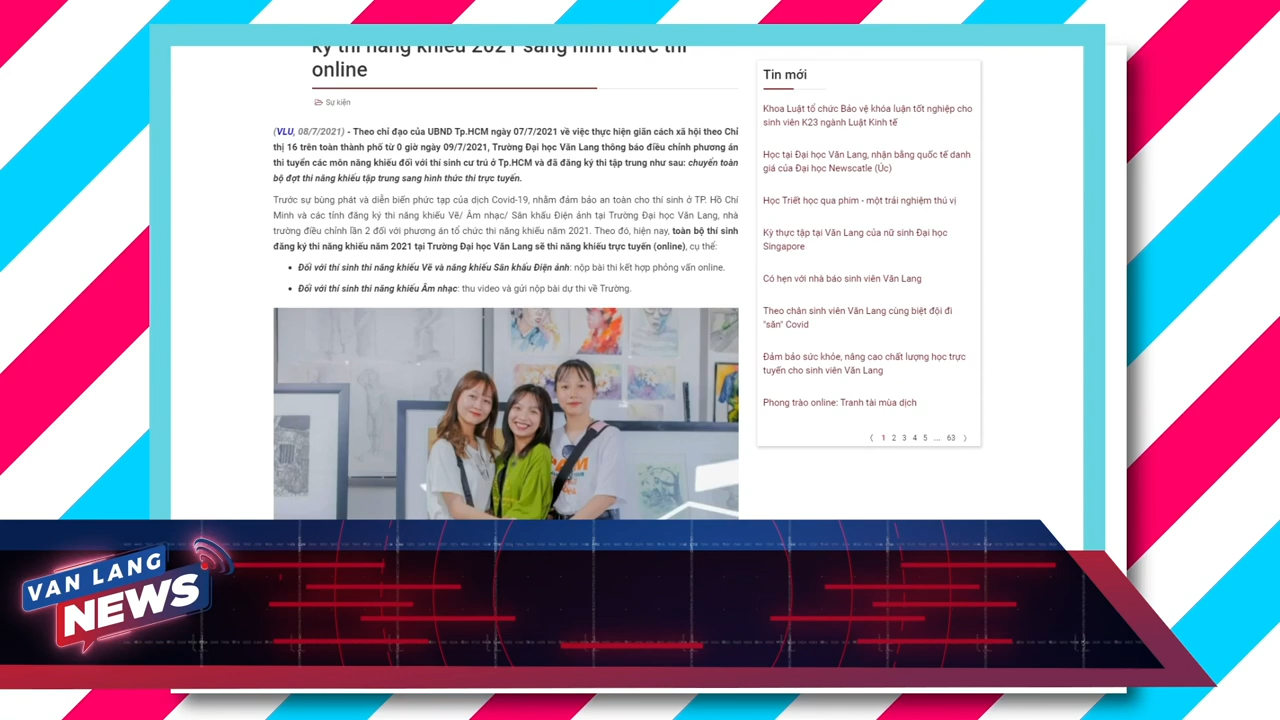 kỳ thi năng khiếu 2021 sang hình thức thi
online
Sự kiện
(VLU, 08/7/2021) - Theo chỉ đạo của UBND Tp.HCM ngày 07/7/2021 về việc thực hiện giãn cách xã hội theo Chỉ
thị 16 trên toàn thành phố từ 0 giờ ngày 09/7/2021, Trường Đại học Văn Lang thông báo điều chỉnh phương án
thi tuyển các môn năng khiếu đối với thí sinh cư trú ở Tp.HCM và đã đăng ký thi tập trung như sau: chuyển toàn
bộ đợt thi năng khiếu tập trung sang hình thức thi trực tuyến.
Trước sự bùng phát và diễn biến phức tạp của dịch Covid-19, nhằm đảm bảo an toàn cho thí sinh ở TP. Hồ Chí
Minh và các tỉnh đăng ký thi năng khiếu Vẽ/ Âm nhạc/ Sân khấu Điện ảnh tại Trường Đại học Văn Lang, nhà
trường điều chỉnh lần 2 đối với phương án tổ chức thi năng khiếu năm 2021. Theo đó, hiện nay, toàn bộ thí sinh
đăng ký thi năng khiếu năm 2021 tại Trường Đại học Văn Lang sẽ thi năng khiếu trực tuyến (online), cụ thể:
• Đối với thí sinh thi năng khiếu Vẽ và năng khiếu Sân khấu Điện ảnh: nộp bài thi kết hợp phỏng vấn online.
• Đối với thí sinh thi năng khiếu Âm nhạc: thu video và gửi nộp bài dự thi về Trường.
Tin mới
Khoa Luật tổ chức Bảo vệ khóa luận tốt nghiệp cho
sinh viên K23 ngành Luật Kinh tế
Học tại Đại học Văn Lang, nhận bằng quốc tế danh
giá của Đại học Newscatle (Úc)
Học Triết học qua phim - một trải nghiệm thú vị
Kỳ thực tập tại Văn Lang của nữ sinh Đại học
Singapore
Có hẹn với nhà báo sinh viên Văn Lang
Theo chân sinh viên Văn Lang cùng biệt đội đi
"săn" Covid
Đảm bảo sức khỏe, nâng cao chất lượng học trực
tuyến cho sinh viên Văn Lang
Phong trào online: Tranh tài mùa dịch
⟨ 1 2 3 4 5 ... 63 ⟩
VAN LANG
NEWS